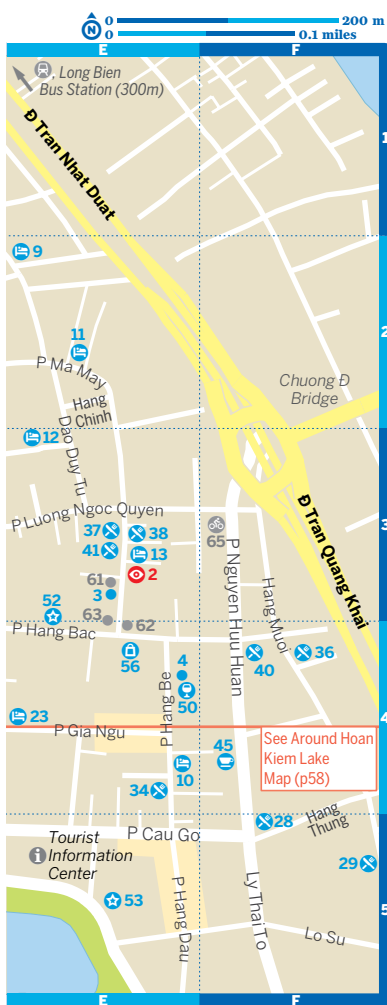 N
0 200 m
0 0.1 miles
E F
, Long Bien
Bus Station (300m)
1
Đ Tran Nhat Duat
9
2
11
P Ma May
Chuong Đ
Bridge
Hang
Chinh
12
Dao Duy Tu
P Luong Ngoc Quyen
3
37
38
65
41
13
Đ Tran Quang Khai
61
2
3
P Nguyen Huu Huan
Hang Muoi
52
63
62
P Hang Bac
56
4
40
36
50
23
P Hang Be
4
P Gia Ngu
See Around Hoan
Kiem Lake
Map (p58)
45
10
34
28
Hang
Thung
P Cau Go
Tourist
Information
Center
i
29
53
P Hang Dan
Ly Thai To
Lo Su
5
E F